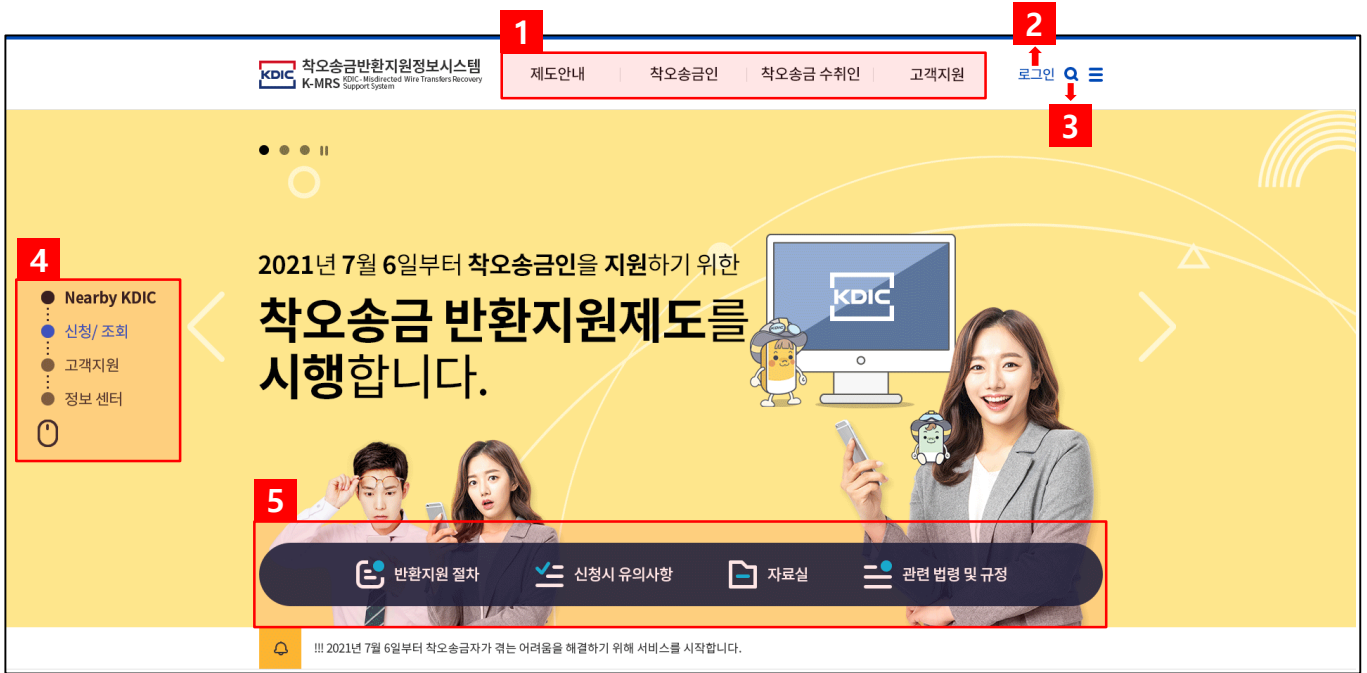 1
2
KDIC 착오송금반환지원정보시스템
K-MRS KDIC - Misdirected Wire Transfers Recovery Support System
제도안내 착오송금인 착오송금 수취인 고객지원 로그인
3
4
Nearby KDIC
신청/ 조회
고객지원
정보 센터
2021년 7월 6일부터 착오송금인을 지원하기 위한
착오송금 반환지원제도를
시행합니다.
KDIC
5
반환지원 절차 신청시 유의사항 자료실 관련 법령 및 규정
!!! 2021년 7월 6일부터 착오송금자가 겪는 어려움을 해결하기 위해 서비스를 시작합니다.